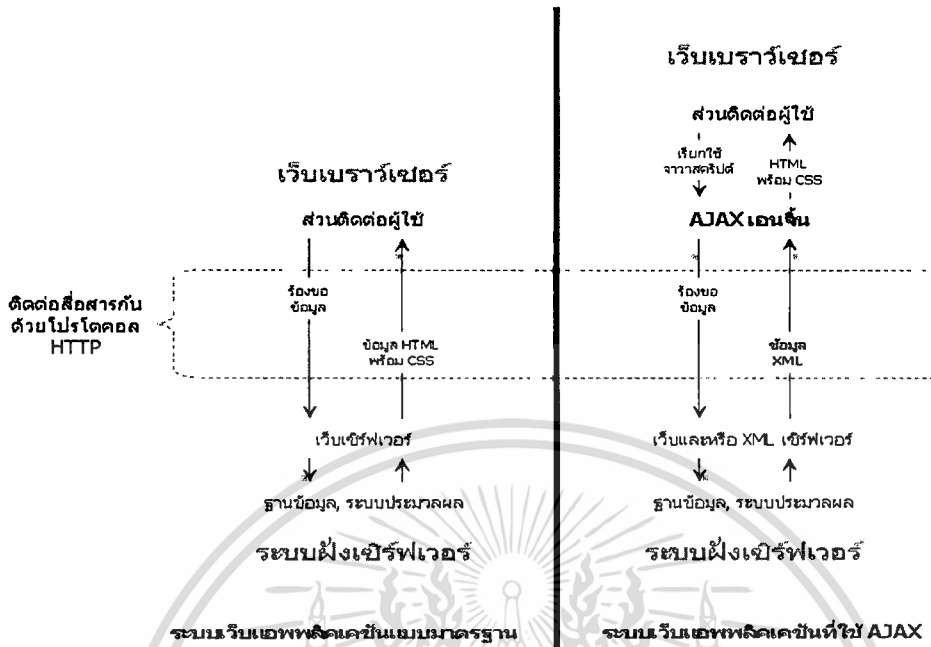 เว็บเบราว์เซอร์
ส่วนติดต่อผู้ใช้
ร้องขอ
ข้อมูล
ข้อมูล HTML
พร้อม CSS
ติดต่อสื่อสารกัน
ด้วยโปรโตคอล
HTTP
เว็บเซิร์ฟเวอร์
ฐานข้อมูล, ระบบประมวลผล
ระบบฝั่งเซิร์ฟเวอร์
ระบบเว็บแอพพลิคเคชันแบบมาตรฐาน
เว็บเบราว์เซอร์
ส่วนติดต่อผู้ใช้
เรียกใช้
จาวาสคริปต์
HTML
พร้อม CSS
AJAX เอนจิ้น
ร้องขอ
ข้อมูล
ข้อมูล
XML
เว็บและหรือ XML เซิร์ฟเวอร์
ฐานข้อมูล, ระบบประมวลผล
ระบบฝั่งเซิร์ฟเวอร์
ระบบเว็บแอพพลิคเคชันที่ใช้ AJAX